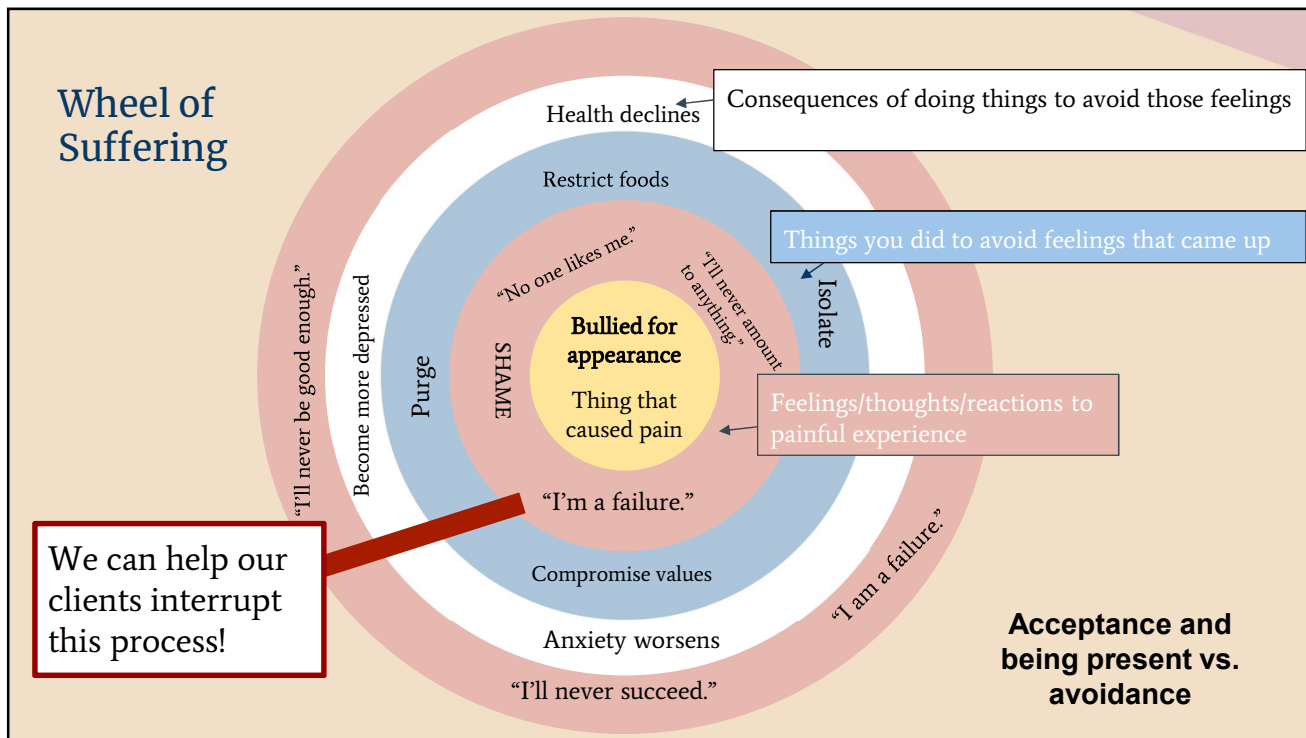 Wheel of
Suffering
Health declines
Consequences of doing things to avoid those feelings
Restrict foods
Things you did to avoid feelings that came up
“No one likes me.”
“I'll never amount
to anything.”
Isolate
“I'll never be good enough.”
Become more depressed
Purge
SHAME
Bullied for
appearance
Thing that
caused pain
Feelings/thoughts/reactions to
painful experience
“I'm a failure.”
We can help our
clients interrupt
this process!
Compromise values
“I am a failure.”
Anxiety worsens
“I'll never succeed.”
Acceptance and
being present vs.
avoidance